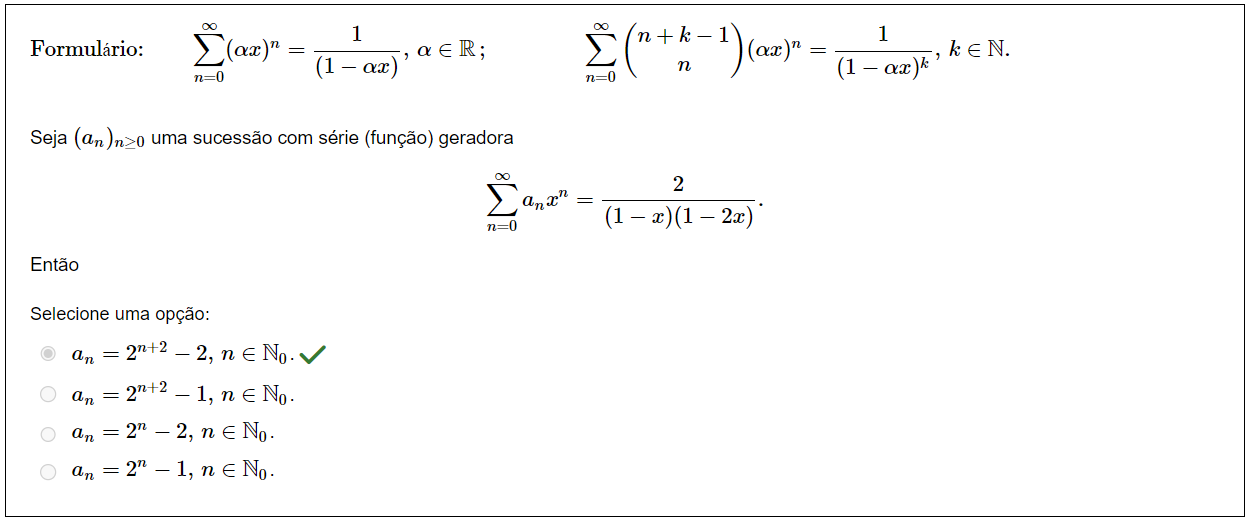 Formulário: $\sum_{n=0}^{\infty} (\alpha x)^n = \frac{1}{(1 - \alpha x)}, \alpha \in \mathbb{R};$ $\sum_{n=0}^{\infty} \binom{n+k-1}{n} (\alpha x)^n = \frac{1}{(1 - \alpha x)^k}, k \in \mathbb{N}.$
Seja $(a_n)_{n \geq 0}$ uma sucessão com série (função) geradora
$\sum_{n=0}^{\infty} a_n x^n = \frac{2}{(1 - x)(1 - 2x)}.$
Então
Selecione uma opção:
$a_n = 2^{n+2} - 2, n \in \mathbb{N}_0.$
$a_n = 2^{n+2} - 1, n \in \mathbb{N}_0.$
$a_n = 2^n - 2, n \in \mathbb{N}_0.$
$a_n = 2^n - 1, n \in \mathbb{N}_0.$